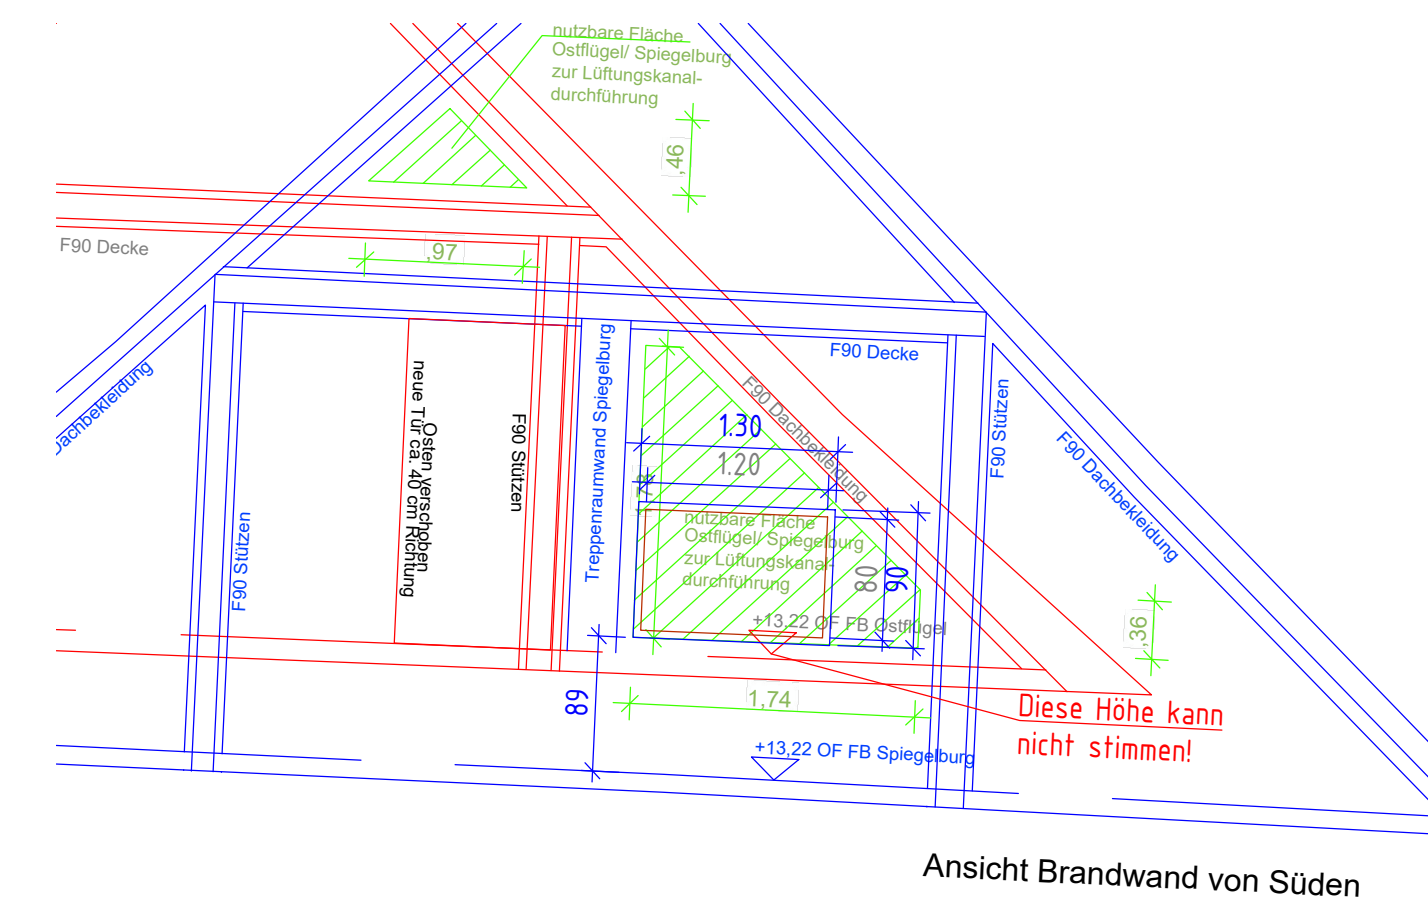 nutzbare Fläche
Ostflügel/ Spiegelburg
zur Lüftungskanal-
durchführung
,46
F90 Decke
,97
F90 Decke
Dachbekleidung
neue Tür ca. 40 cm Richtung
Osten verschoben
F90 Stützen
Treppenraumwand Spiegelburg
F90 Dachbekleidung
1.30
1.20
F90 Stützen
F90 Dachbekleidung
F90 Stützen
nutzbare Fläche
Ostflügel/ Spiegelburg
zur Lüftungskanal-
durchführung
80
90
+13,22 OF FB Ostflügel
,36
89
1,74
Diese Höhe kann
nicht stimmen!
+13,22 OF FB Spiegelburg
Ansicht Brandwand von Süden